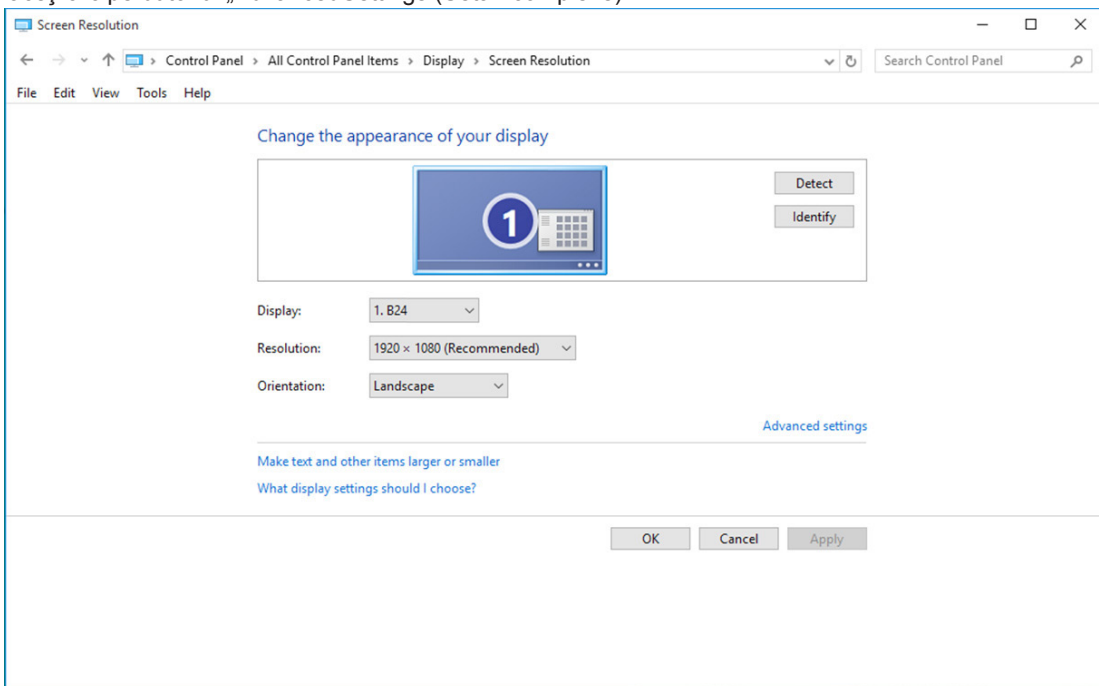 Screen Resolution
Control Panel > All Control Panel Items > Display > Screen Resolution
Search Control Panel
File Edit View Tools Help
Change the appearance of your display
1
Detect
Identify
Display: 1. B24
Resolution: 1920 × 1080 (Recommended)
Orientation: Landscape
Advanced settings
Make text and other items larger or smaller
What display settings should I choose?
OK Cancel Apply